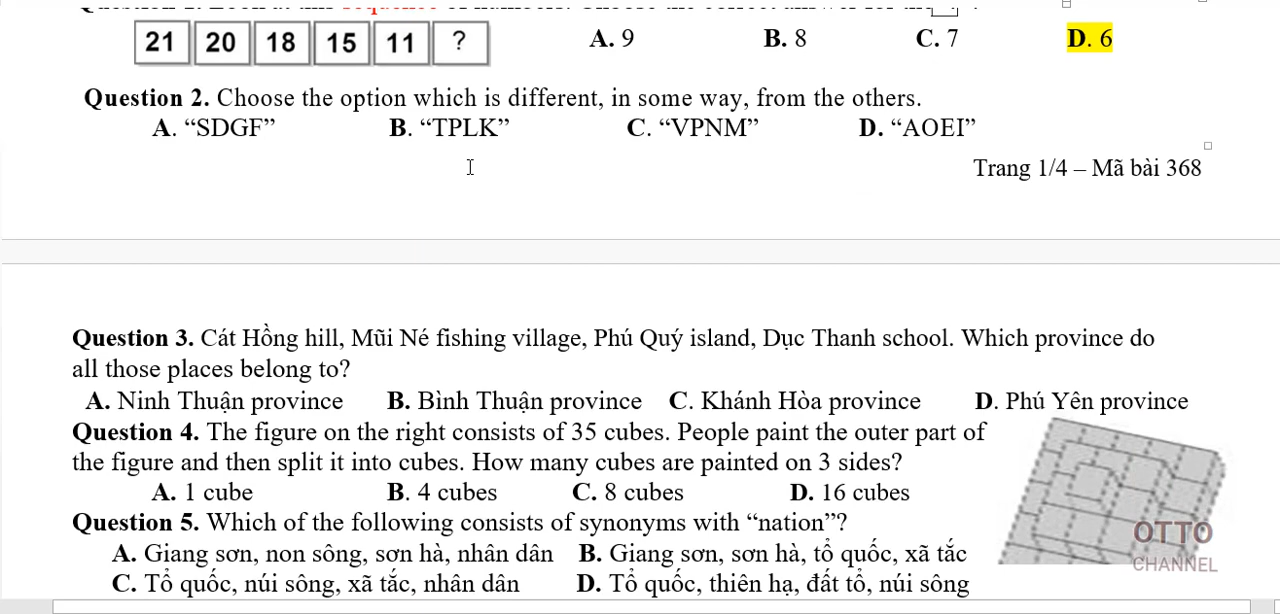 21 20 18 15 11 ? A. 9 B. 8 C. 7 D. 6
Question 2. Choose the option which is different, in some way, from the others.
A. “SDGF” B. “TPLK” C. “VPNM” D. “AOEI”
Trang 1/4 – Mã bài 368
Question 3. Cát Hồng hill, Mũi Né fishing village, Phú Quý island, Dục Thanh school. Which province do
all those places belong to?
A. Ninh Thuận province B. Bình Thuận province C. Khánh Hòa province D. Phú Yên province
Question 4. The figure on the right consists of 35 cubes. People paint the outer part of
the figure and then split it into cubes. How many cubes are painted on 3 sides?
A. 1 cube B. 4 cubes C. 8 cubes D. 16 cubes
Question 5. Which of the following consists of synonyms with “nation”?
A. Giang sơn, non sông, sơn hà, nhân dân B. Giang sơn, sơn hà, tổ quốc, xã tắc
C. Tổ quốc, núi sông, xã tắc, nhân dân D. Tổ quốc, thiên hạ, đất tổ, núi sông
OTTO
CHANNEL